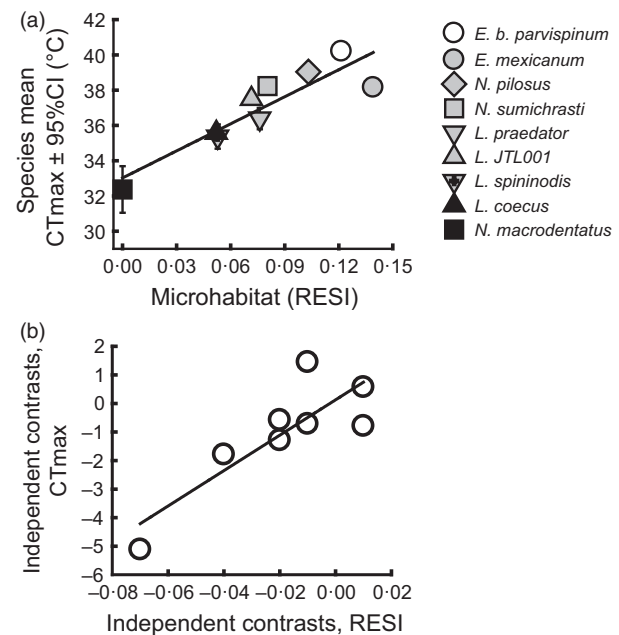 (a)
42
40
38
36
34
32
30
Species mean
CTmax ± 95%CI (°C)
0·00 0·03 0·06 0·09 0·12 0·15
Microhabitat (RESI)
E. b. parvispinum
E. mexicanum
N. pilosus
N. sumichrasti
L. praedator
L. JTL001
L. spininodis
L. coecus
N. macrodentatus
(b)
2
1
0
–1
–2
–3
–4
–5
–6
Independent contrasts,
CTmax
–0·08 –0·06 –0·04 –0·02 0·00 0·02
Independent contrasts, RESI